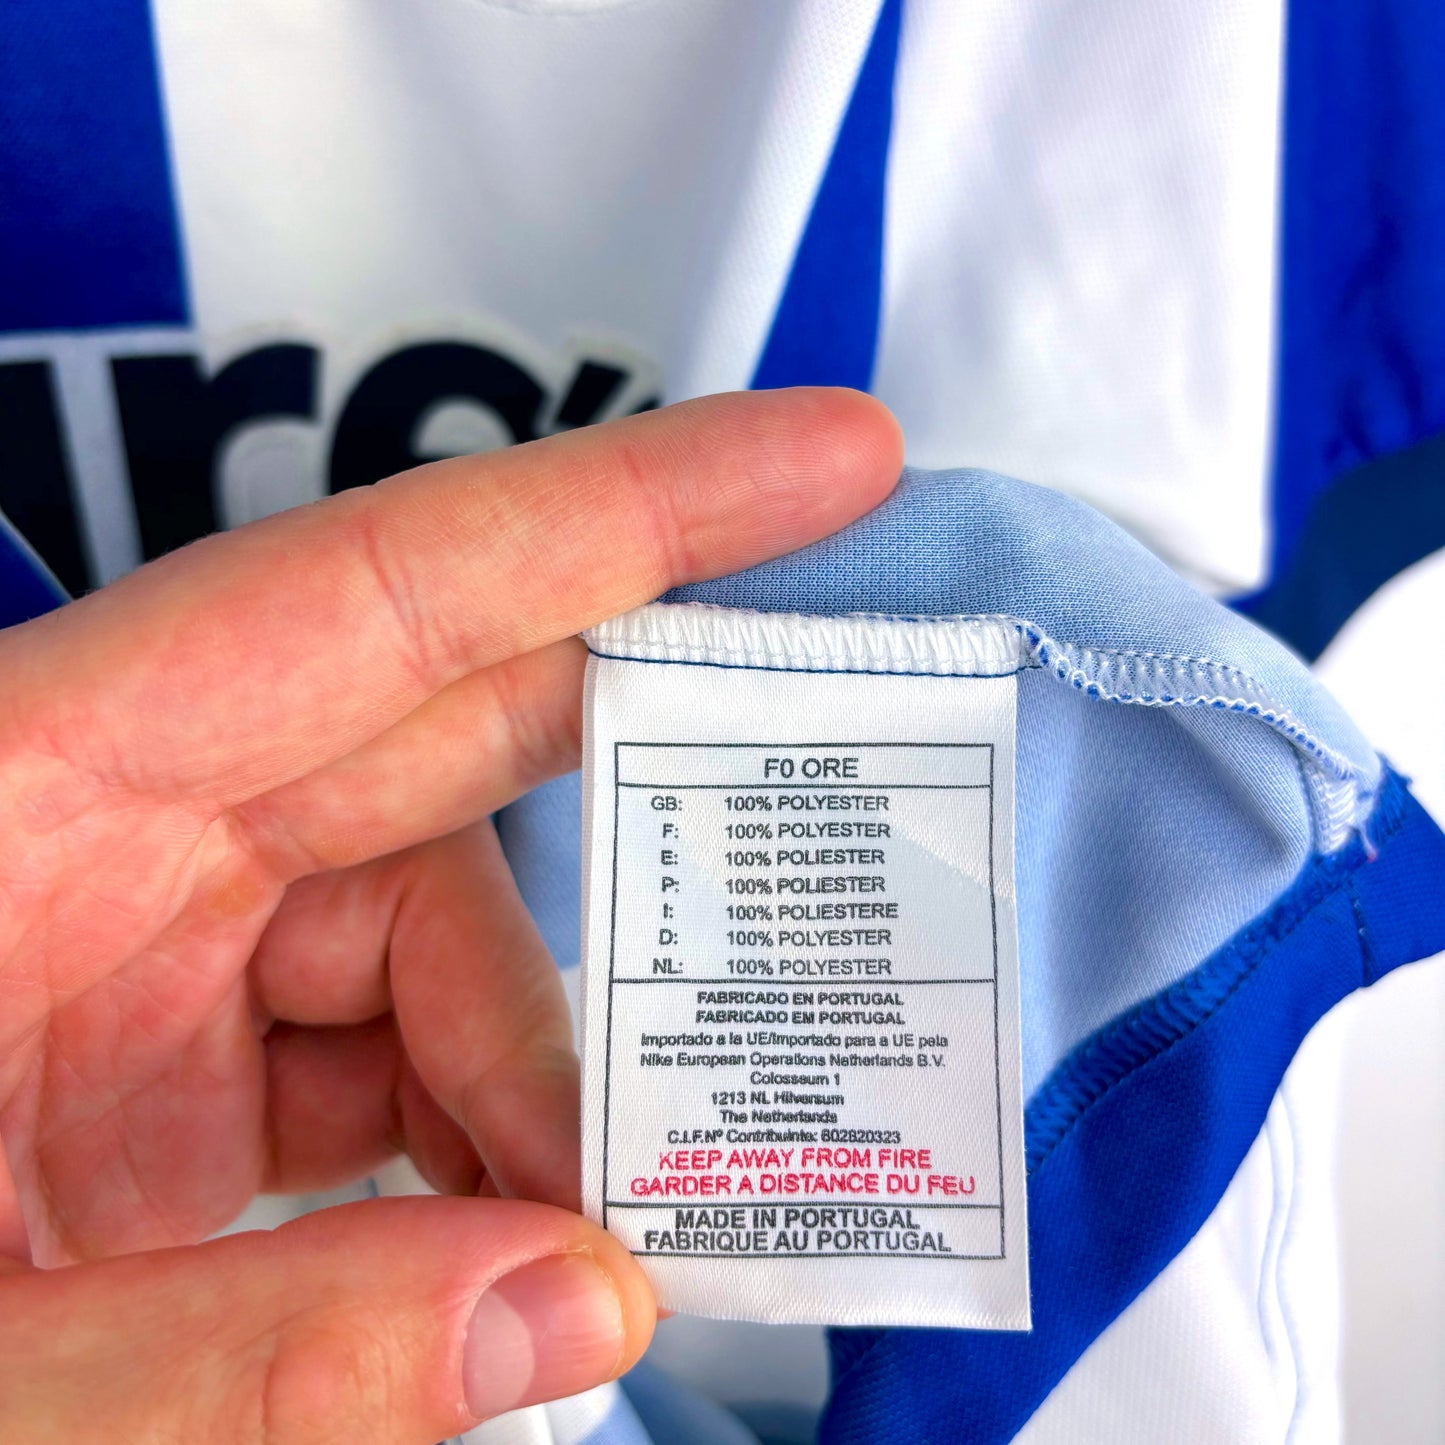 ure's
F0 ORE
GB: 100% POLYESTER
F: 100% POLYESTER
E: 100% POLIESTER
P: 100% POLIESTER
I: 100% POLIESTERE
D: 100% POLYESTER
NL: 100% POLYESTER
FABRICADO EN PORTUGAL
FABRICADO EM PORTUGAL
Importado a la UE/Importado para a UE pela
Nike European Operations Netherlands B.V.
Colosseum 1
1213 NL Hilversum
The Netherlands
C.I.F.Nº Contribuinte: 802820323
KEEP AWAY FROM FIRE
GARDER A DISTANCE DU FEU
MADE IN PORTUGAL
FABRIQUE AU PORTUGAL